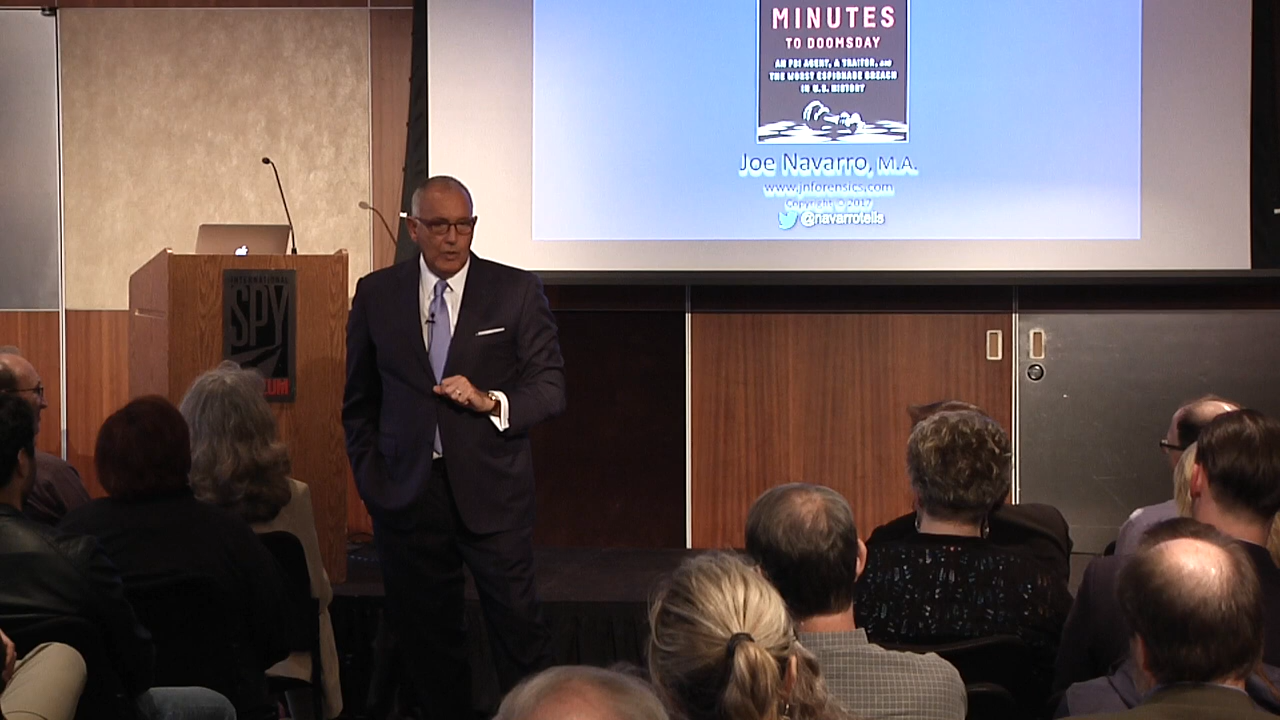 MINUTES
TO DOOMSDAY
AN FBI AGENT, A TRAITOR, AND
THE WORST ESPIONAGE BREACH
IN U.S. HISTORY
Joe Navarro, M.A.
www.jnforensics.com
Copyright © 2017
@navarrotells
INTERNATIONAL
SPY